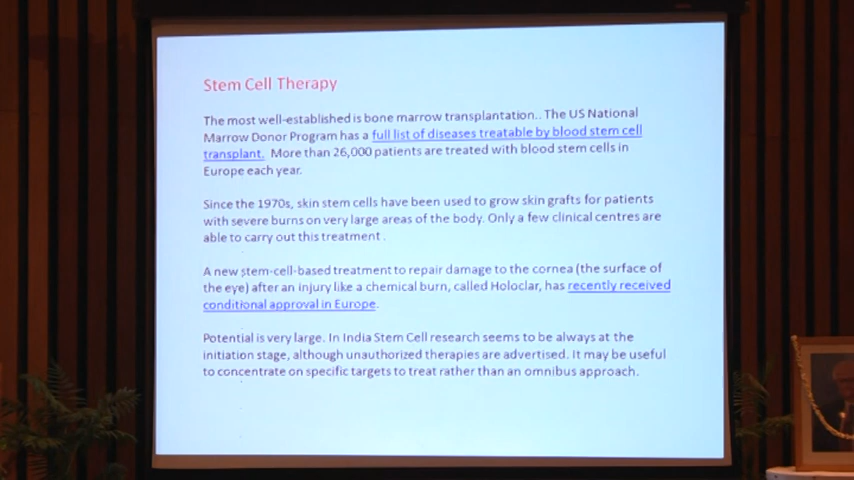 Stem Cell Therapy
The most well-established is bone marrow transplantation.. The US National
Marrow Donor Program has a full list of diseases treatable by blood stem cell
transplant. More than 26,000 patients are treated with blood stem cells in
Europe each year.
Since the 1970s, skin stem cells have been used to grow skin grafts for patients
with severe burns on very large areas of the body. Only a few clinical centres are
able to carry out this treatment .
A new stem-cell-based treatment to repair damage to the cornea (the surface of
the eye) after an injury like a chemical burn, called Holoclar, has recently received
conditional approval in Europe.
Potential is very large. In India Stem Cell research seems to be always at the
initiation stage, although unauthorized therapies are advertised. It may be useful
to concentrate on specific targets to treat rather than an omnibus approach.